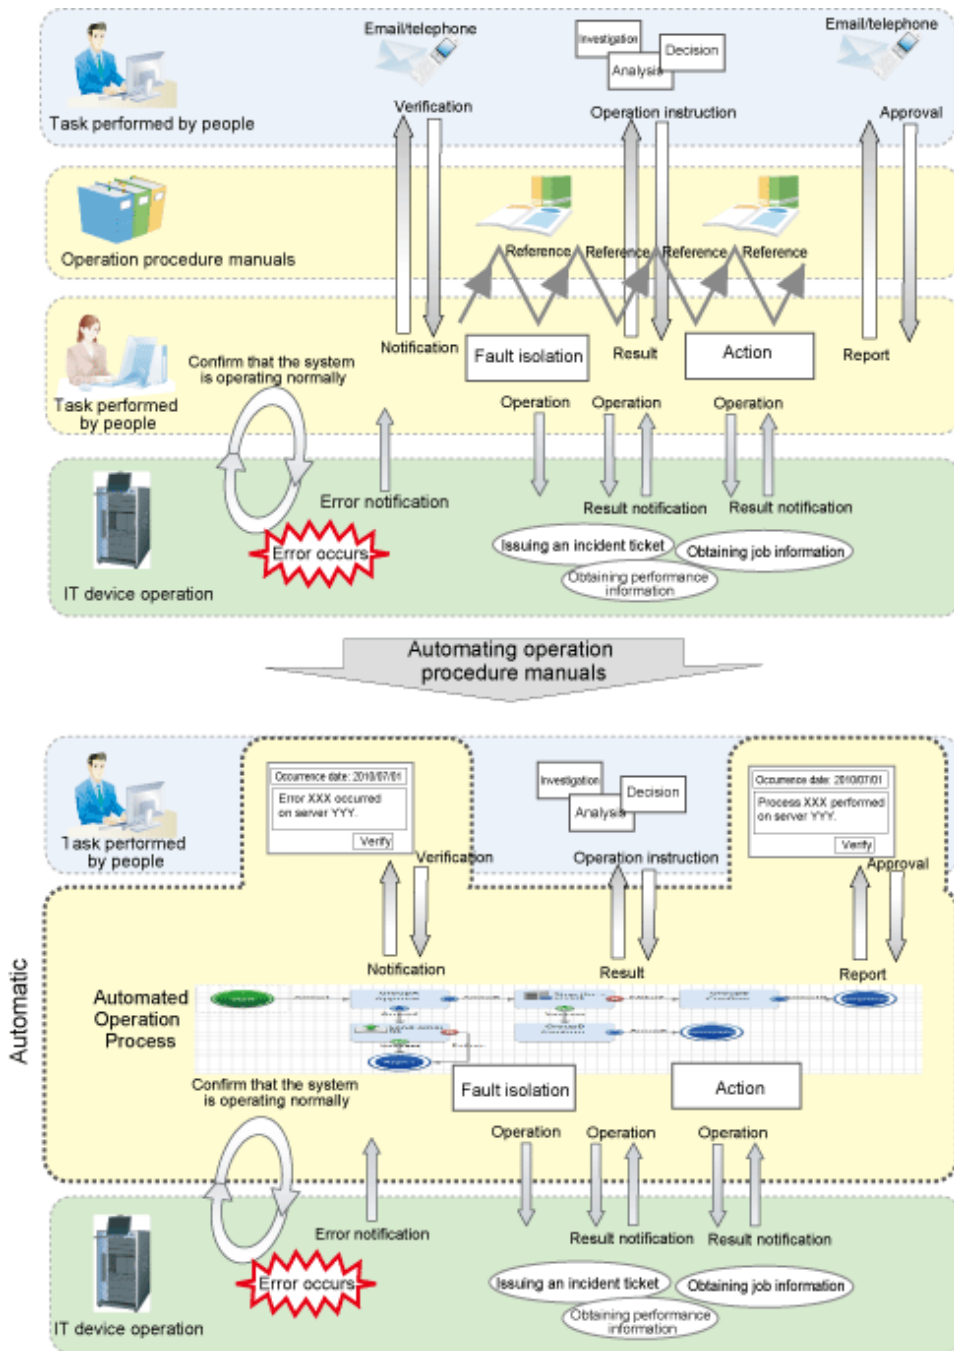 Email/telephone
Investigation
Decision
Analysis
Email/telephone
Verification
Operation instruction
Approval
Task performed by people
Reference
Reference
Reference
Reference
Operation procedure manuals
Notification
Fault isolation
Result
Action
Report
Confirm that the system
is operating normally
Task performed
by people
Operation
Operation
Operation
Error notification
Result notification
Result notification
Error occurs
Issuing an incident ticket
Obtaining job information
Obtaining performance
information
IT device operation
Automating operation
procedure manuals
Occurrence date: 2010/07/01
Error XXX occurred
on server YYY.
Verify
Investigation
Decision
Analysis
Occurrence date: 2010/07/01
Process XXX performed
on server YYY.
Verify
Task performed
by people
Verification
Operation instruction
Approval
Notification
Result
Report
Automatic
Automated
Operation
Process
Confirm that the system
is operating normally
Fault isolation
Action
Operation
Operation
Operation
Error notification
Result notification
Result notification
Error occurs
Issuing an incident ticket
Obtaining job information
Obtaining performance
information
IT device operation